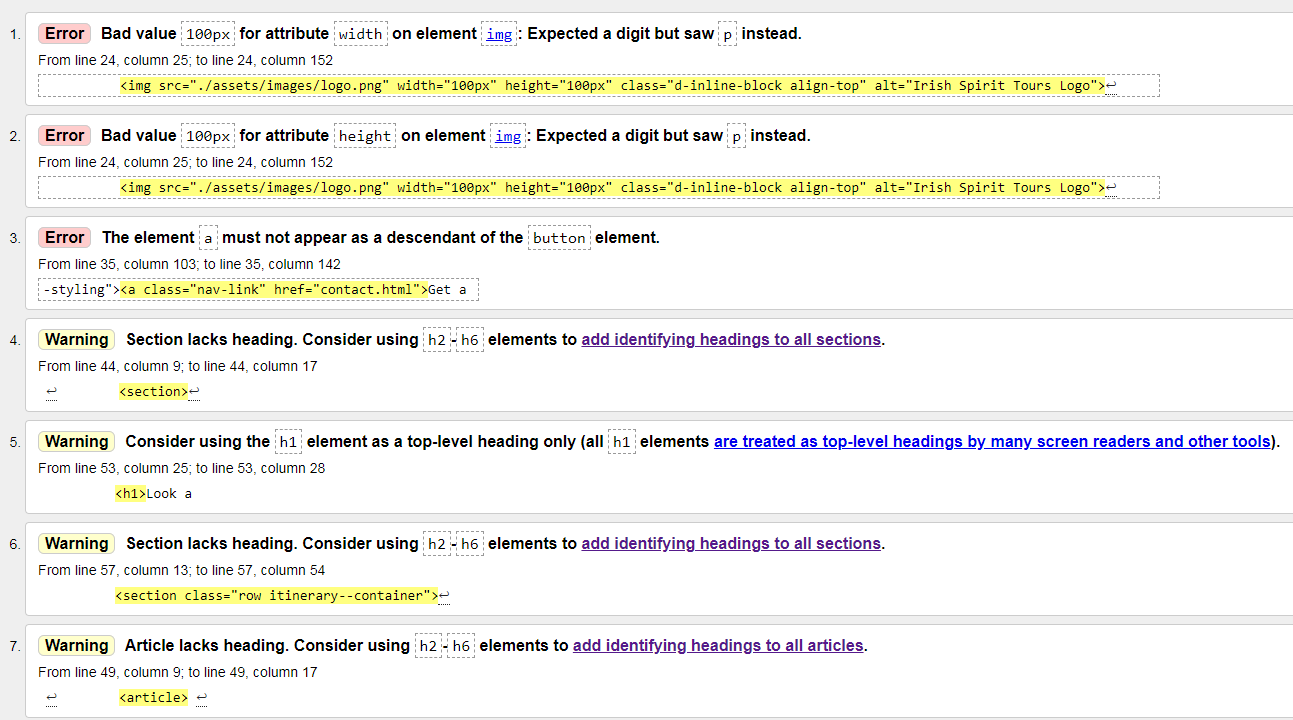 1. Error Bad value 100px for attribute width on element img: Expected a digit but saw p instead.
From line 24, column 25; to line 24, column 152
<img src="./assets/images/logo.png" width="100px" height="100px" class="d-inline-block align-top" alt="Irish Spirit Tours Logo">↩
2. Error Bad value 100px for attribute height on element img: Expected a digit but saw p instead.
From line 24, column 25; to line 24, column 152
<img src="./assets/images/logo.png" width="100px" height="100px" class="d-inline-block align-top" alt="Irish Spirit Tours Logo">↩
3. Error The element a must not appear as a descendant of the button element.
From line 35, column 103; to line 35, column 142
-styling"><a class="nav-link" href="contact.html">Get a
4. Warning Section lacks heading. Consider using h2-h6 elements to add identifying headings to all sections.
From line 44, column 9; to line 44, column 17
↩ <section>↩
5. Warning Consider using the h1 element as a top-level heading only (all h1 elements are treated as top-level headings by many screen readers and other tools).
From line 53, column 25; to line 53, column 28
<h1>Look a
6. Warning Section lacks heading. Consider using h2-h6 elements to add identifying headings to all sections.
From line 57, column 13; to line 57, column 54
<section class="row itinerary--container">↩
7. Warning Article lacks heading. Consider using h2-h6 elements to add identifying headings to all articles.
From line 49, column 9; to line 49, column 17
↩ <article> ↩